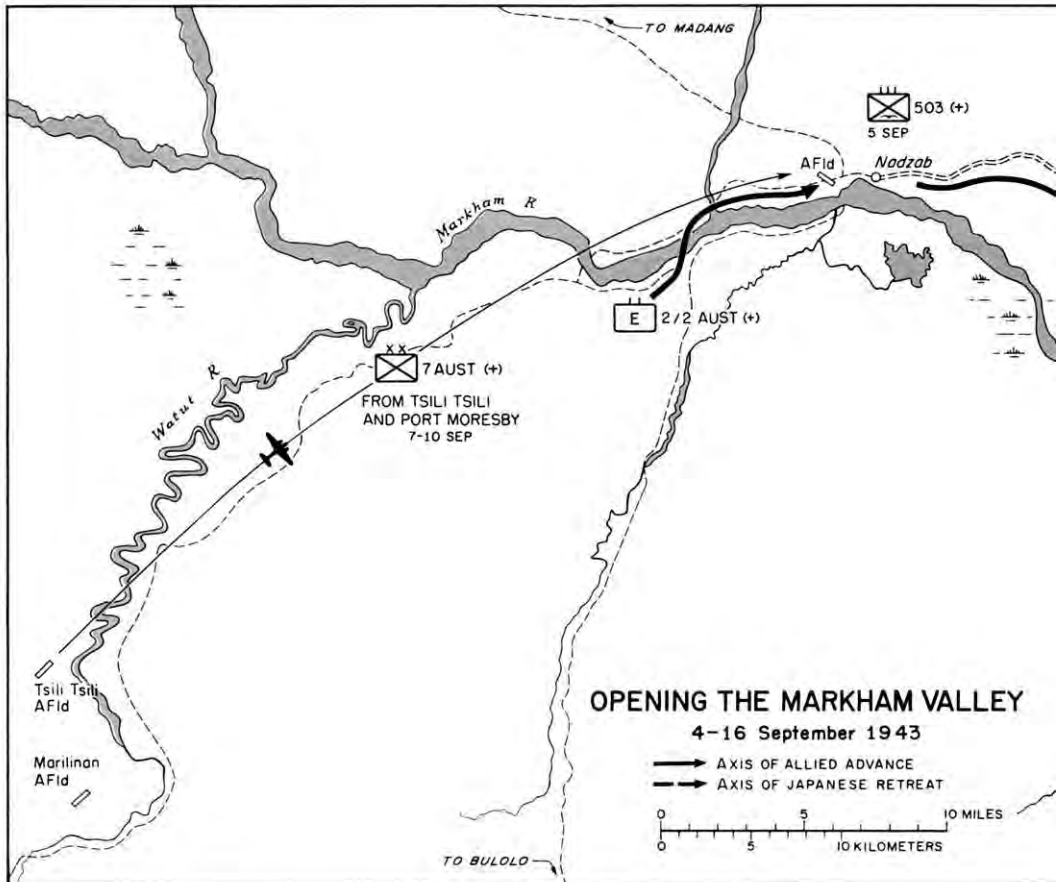 TO MADANG
503 (+)
5 SEP
AFld
Nadzab
Markham R
E
2/2 AUST (+)
XX
7 AUST (+)
FROM TSILI TSILI
AND PORT MORESBY
7-10 SEP
Watut R
Tsili Tsili
AFld
Marilinan
AFld
TO BULOLO
OPENING THE MARKHAM VALLEY
4-16 September 1943
AXIS OF ALLIED ADVANCE
AXIS OF JAPANESE RETREAT
0 5 10 MILES
0 5 10 KILOMETERS